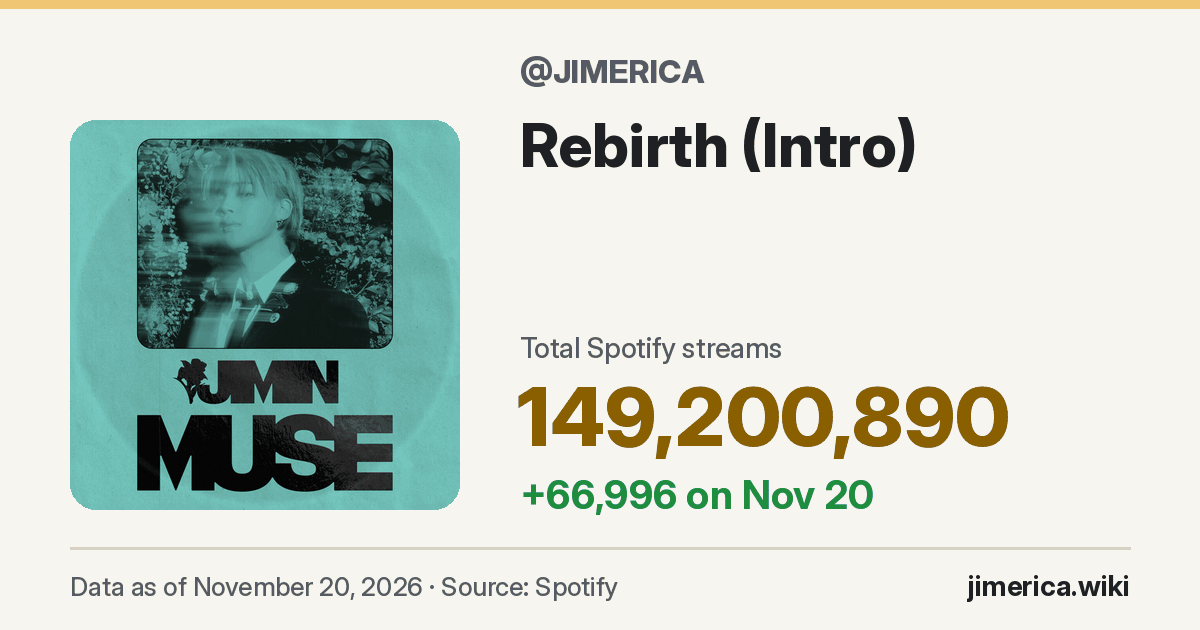 @JIMERICA
Rebirth (Intro)
JIMIN
MUSE
Total Spotify streams
149,200,890
+66,996 on Nov 20
Data as of November 20, 2026 · Source: Spotify
jimerica.wiki